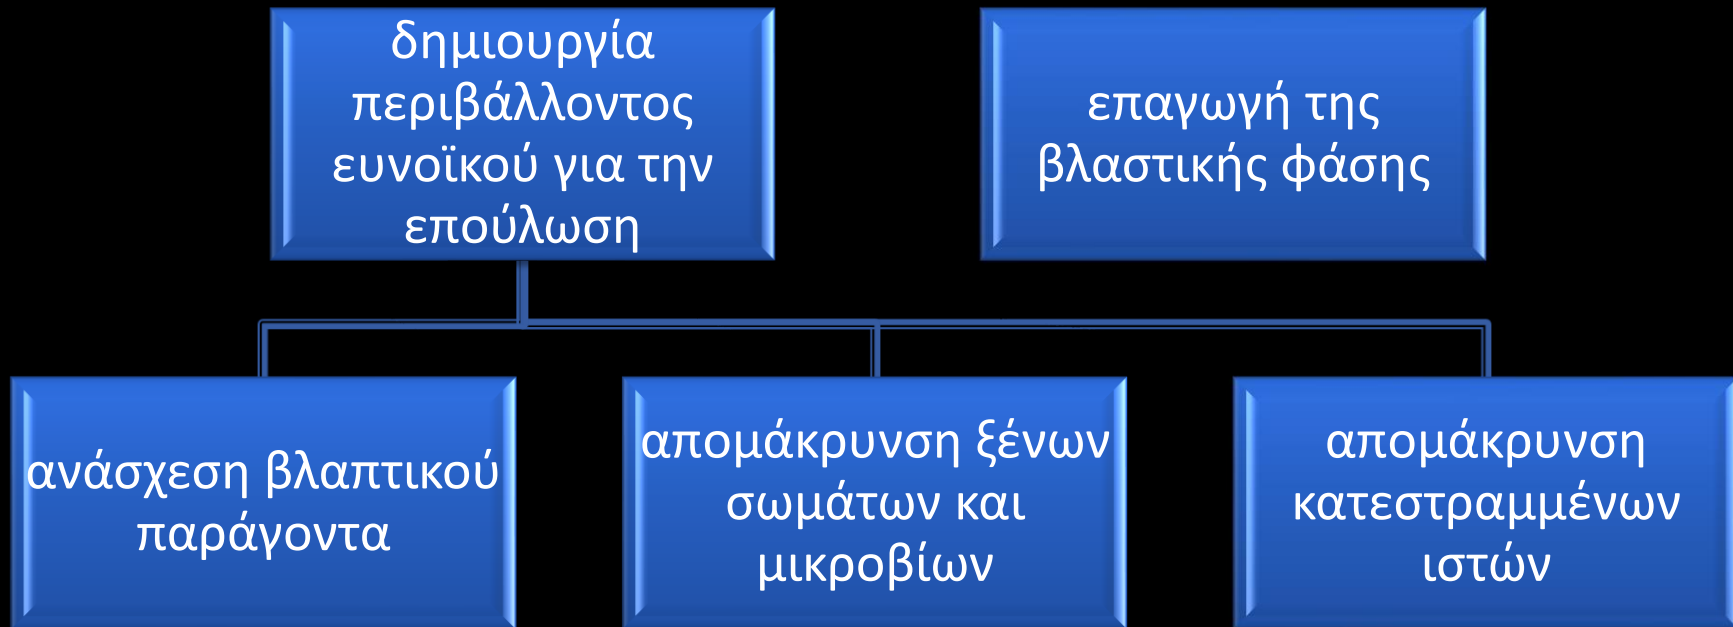 δημιουργία
περιβάλλοντος
ευνοϊκού για την
επούλωση
επαγωγή της
βλαστικής φάσης
ανάσχεση βλαπτικού
παράγοντα
απομάκρυνση ξένων
σωμάτων και
μικροβίων
απομάκρυνση
κατεστραμμένων
ιστών